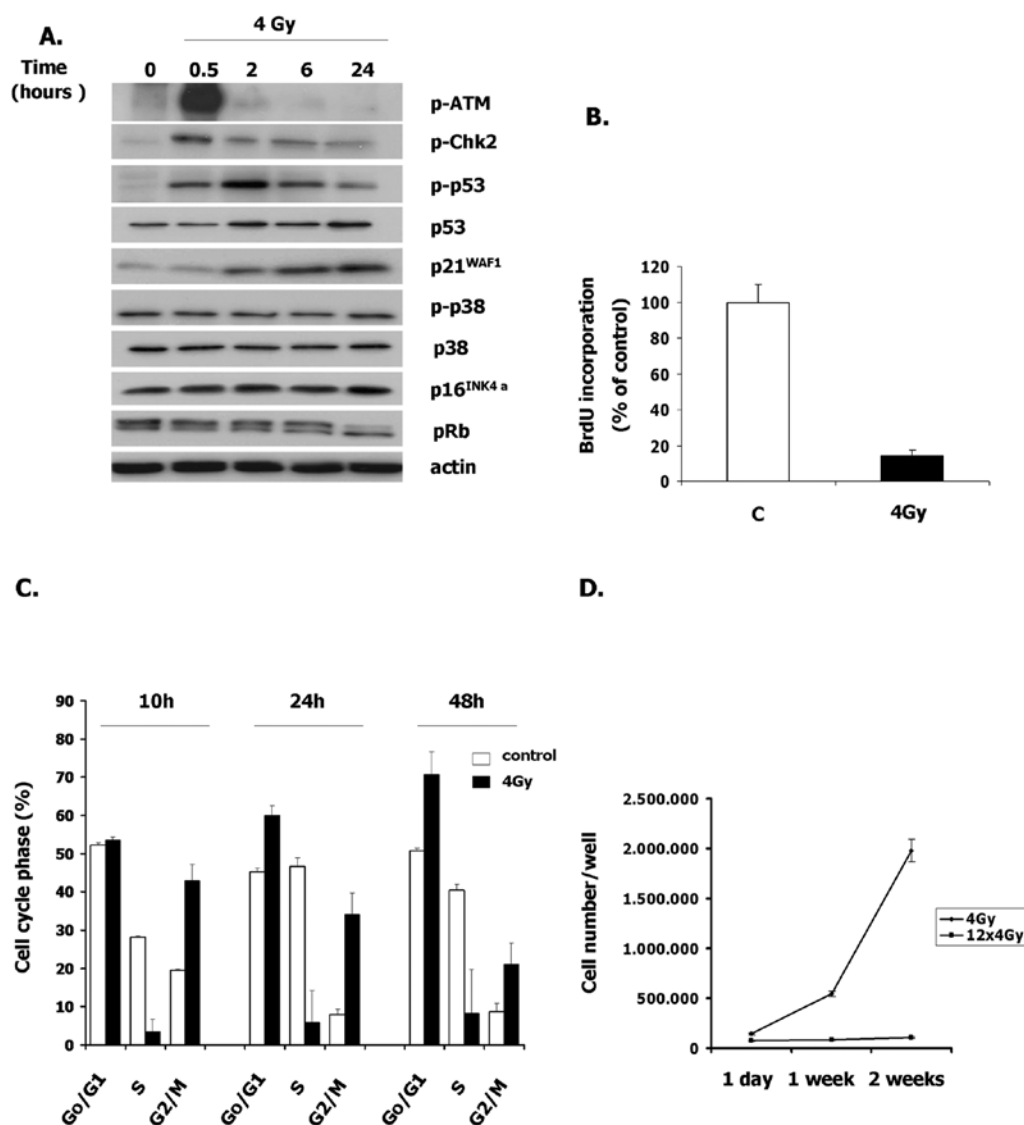 A.
4 Gy
Time (hours )
0 0.5 2 6 24
p-ATM
p-Chk2
p-p53
p53
p21WAF1
p-p38
p38
p16INK4 a
pRb
actin
B.
BrdU incorporation
(% of control)
120
100
80
60
40
20
0
C 4Gy
C.
Cell cycle phase (%)
90
80
70
60
50
40
30
20
10
0
10h 24h 48h
control
4Gy
Go/G1 S G2/M Go/G1 S G2/M Go/G1 S G2/M
D.
Cell number/well
2.500.000
2.000.000
1.500.000
1.000.000
500.000
0
4Gy
12x4Gy
1 day 1 week 2 weeks